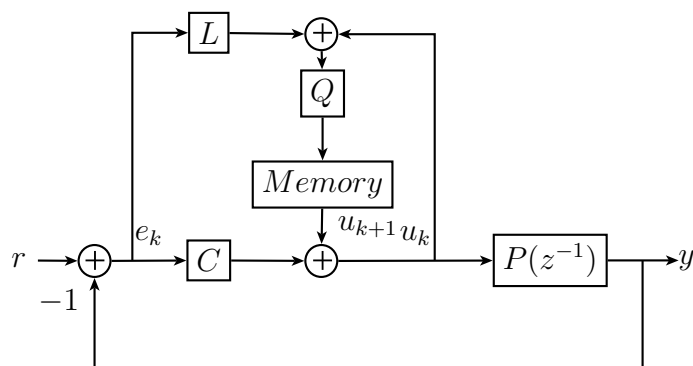 L +
Q
Memory
e_k u_{k+1} u_k
r + C + P(z^{-1}) y
−1